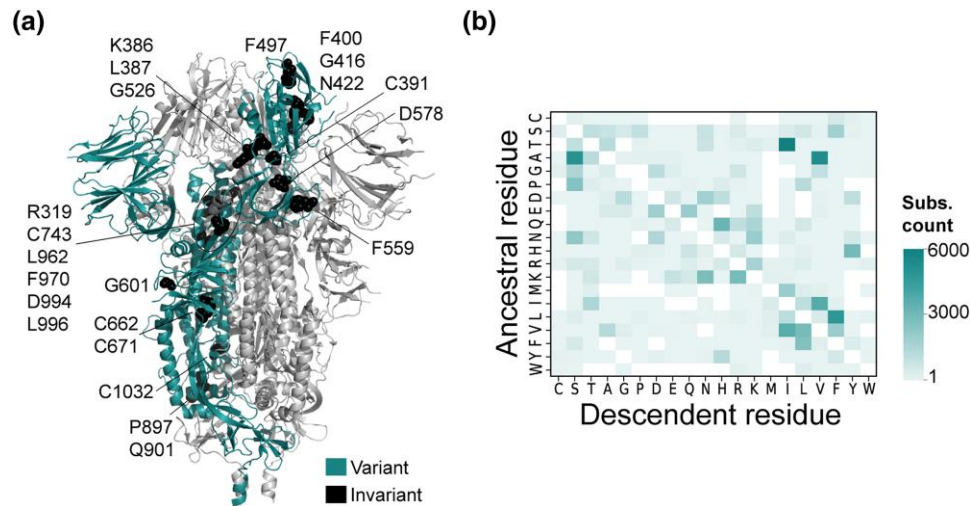 (a)
K386
L387
G526
F497
F400
G416
N422
C391
D578
R319
C743
L962
F970
D994
L996
F559
G601
C662
C671
C1032
P897
Q901
Variant
Invariant
(b)
Ancestral residue
W Y F V L I M K R H N Q E D P G A T S C
C S T A G P D E Q N H R K M I L V F Y W
Descendent residue
Subs.
count
6000
3000
1